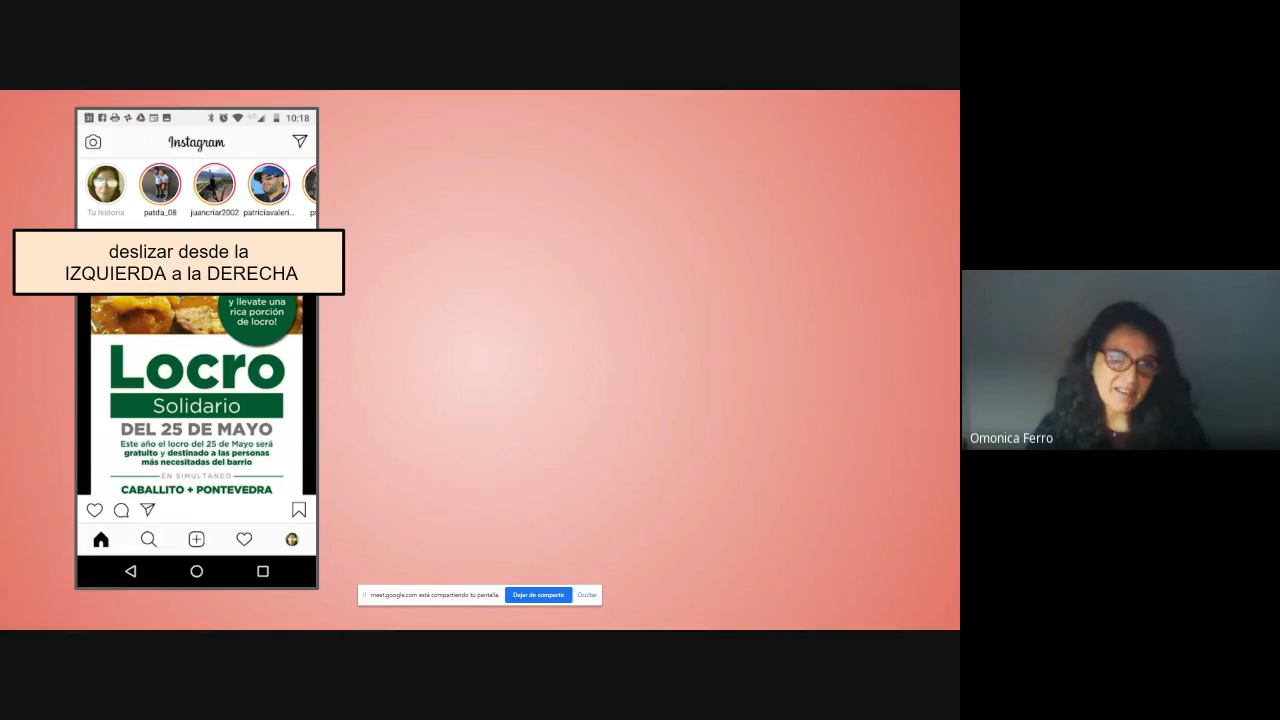 10:18
Instagram
Tu historia
patda_08
juancriar2002
patriciavaleri...
deslizar desde la
IZQUIERDA a la DERECHA
y llevate una
rica porción
de locro!
Locro
Solidario
DEL 25 DE MAYO
Este año el locro del 25 de Mayo será
gratuito y destinado a las personas
más necesitadas del barrio
EN SIMULTANEO
CABALLITO + PONTEVEDRA
meet.google.com está compartiendo tu pantalla.
Dejar de compartir
Ocultar
Omonica Ferro